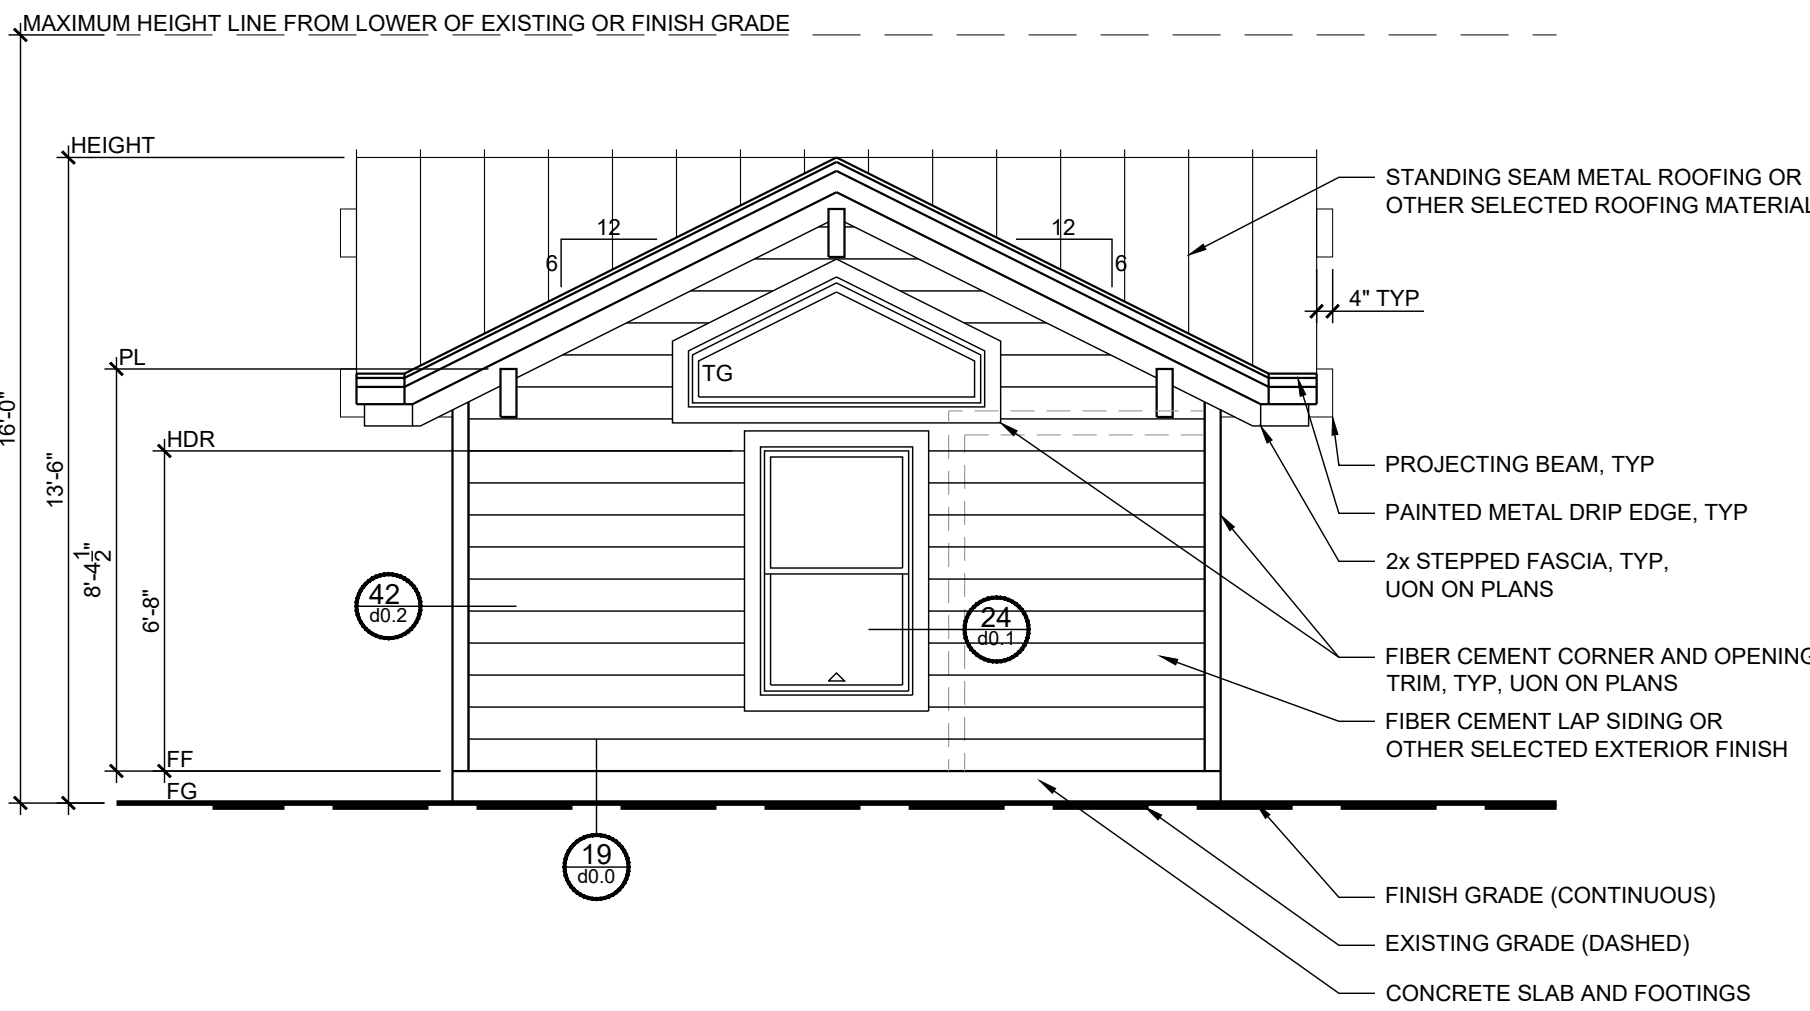 MAXIMUM HEIGHT LINE FROM LOWER OF EXISTING OR FINISH GRADE
HEIGHT
STANDING SEAM METAL ROOFING OR
OTHER SELECTED ROOFING MATERIAL
12
6
12
6
4" TYP
PL
TG
16'-0"
HDR
13'-6"
8'-4 1/2"
6'-8"
PROJECTING BEAM, TYP
PAINTED METAL DRIP EDGE, TYP
2x STEPPED FASCIA, TYP,
UON ON PLANS
42
d0.2
24
d0.1
FIBER CEMENT CORNER AND OPENING
TRIM, TYP, UON ON PLANS
FIBER CEMENT LAP SIDING OR
OTHER SELECTED EXTERIOR FINISH
FF
FG
19
d0.0
FINISH GRADE (CONTINUOUS)
EXISTING GRADE (DASHED)
CONCRETE SLAB AND FOOTINGS